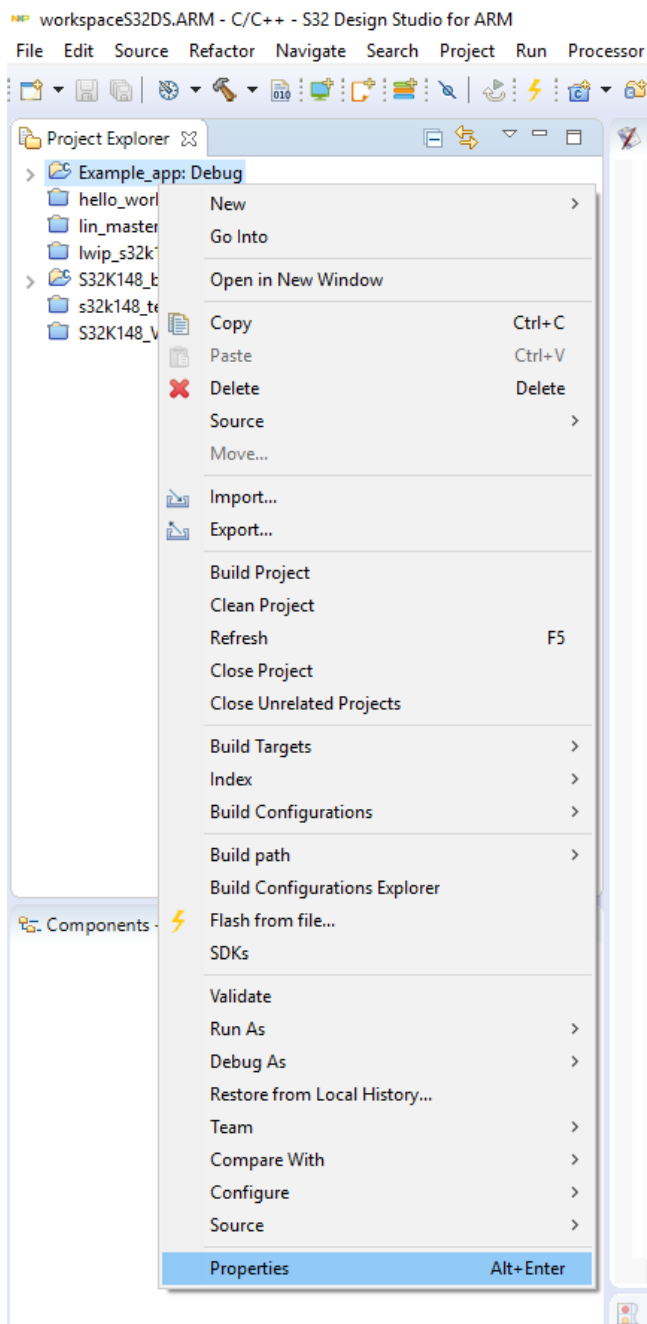 NXP workspaceS32DS.ARM - C/C++ - S32 Design Studio for ARM
File Edit Source Refactor Navigate Search Project Run Processor
010
Project Explorer
Example_app: Debug
hello_worl
lin_master
lwip_s32k1
S32K148_b
s32k148_te
S32K148_V
New
Go Into
Open in New Window
Copy Ctrl+C
Paste Ctrl+V
Delete Delete
Source
Move...
Import...
Export...
Build Project
Clean Project
Refresh F5
Close Project
Close Unrelated Projects
Build Targets
Index
Build Configurations
Build path
Build Configurations Explorer
Flash from file...
SDKs
Validate
Run As
Debug As
Restore from Local History...
Team
Compare With
Configure
Source
Properties Alt+Enter
Components -